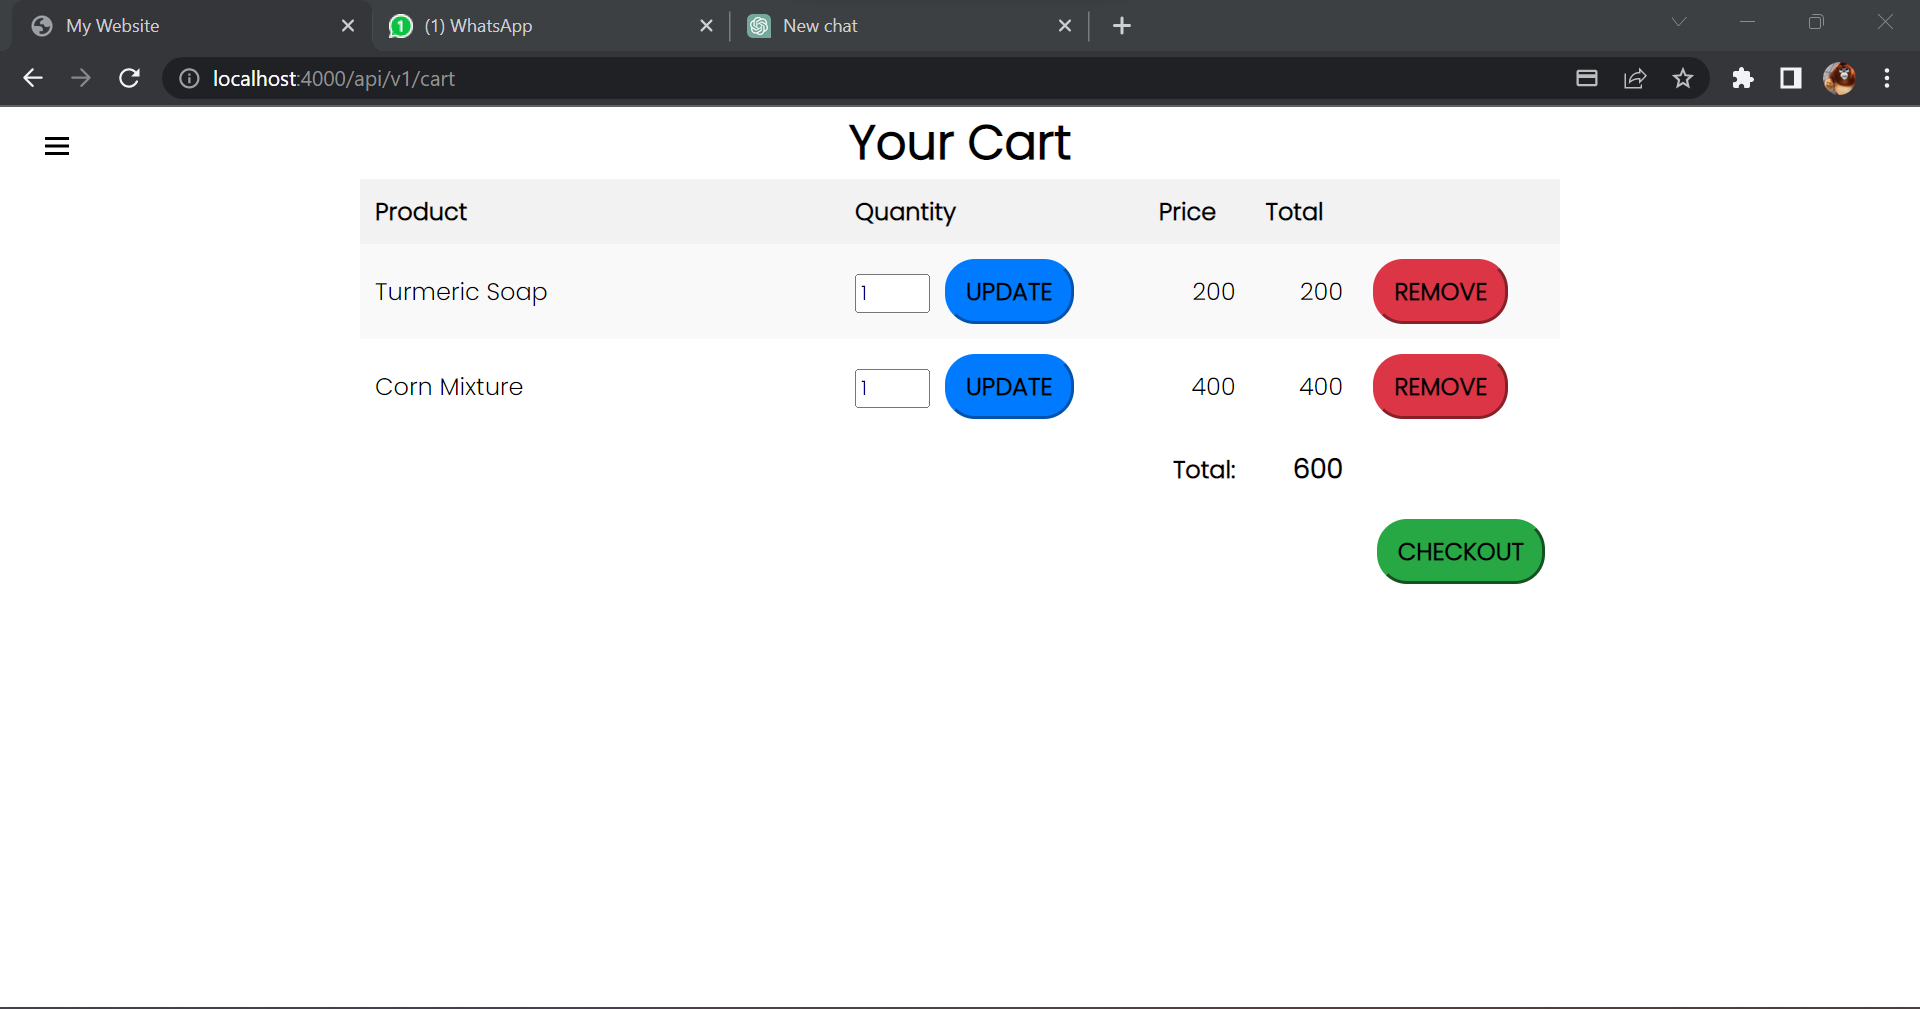 My Website
(1) WhatsApp
New chat
localhost:4000/api/v1/cart
Your Cart
Product Quantity Price Total
Turmeric Soap 1 UPDATE 200 200 REMOVE
Corn Mixture 1 UPDATE 400 400 REMOVE
Total: 600
CHECKOUT